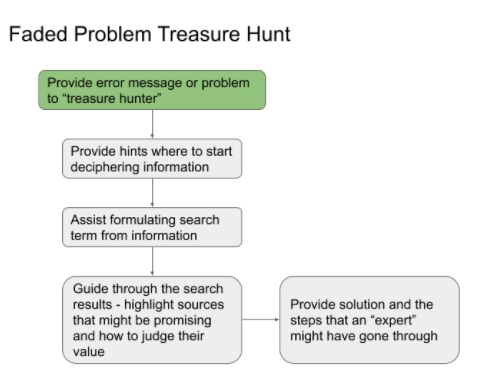 Faded Problem Treasure Hunt
Provide error message or problem
to “treasure hunter”
Provide hints where to start
deciphering information
Assist formulating search
term from information
Guide through the search
results - highlight sources
that might be promising
and how to judge their
value
Provide solution and the
steps that an “expert”
might have gone through